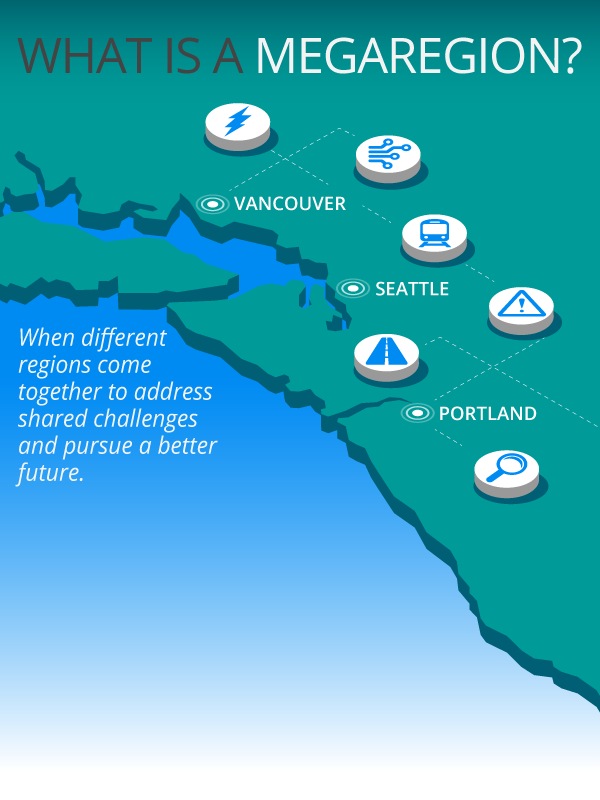 WHAT IS A MEGAREGION?
VANCOUVER
SEATTLE
When different
regions come
together to address
shared challenges
and pursue a better
future.
PORTLAND